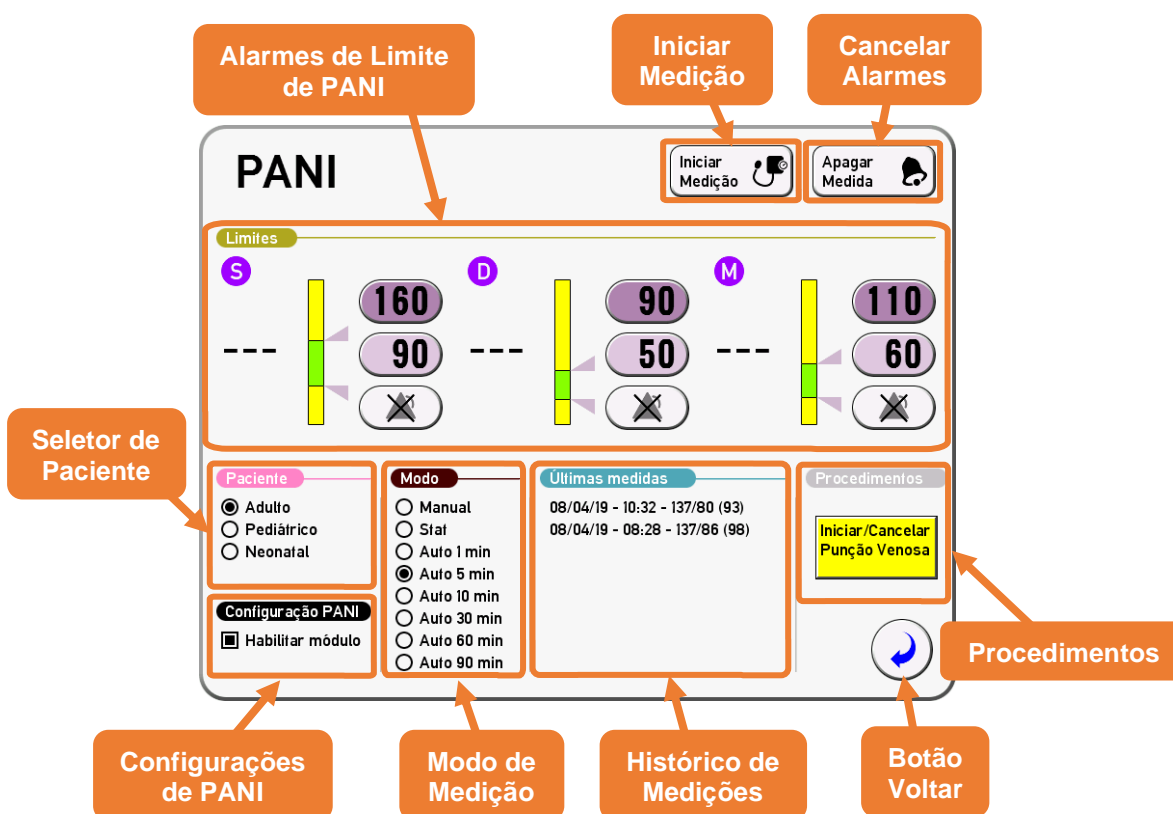 Alarmes de Limite
de PANI
Iniciar
Medição
Cancelar
Alarmes
PANI
Iniciar
Medição
Apagar
Medida
Limites
S
D
M
160
90
110
---
90
---
50
---
60
Seletor de
Paciente
Paciente
Adulto
Pediátrico
Neonatal
Configuração PANI
Habilitar módulo
Modo
Manual
Stat
Auto 1 min
Auto 5 min
Auto 10 min
Auto 30 min
Auto 60 min
Auto 90 min
Últimas medidas
08/04/19 - 10:32 - 137/80 (93)
08/04/19 - 08:28 - 137/86 (98)
Procedimentos
Iniciar/Cancelar
Punção Venosa
Procedimentos
Configurações
de PANI
Modo de
Medição
Histórico de
Medições
Botão
Voltar